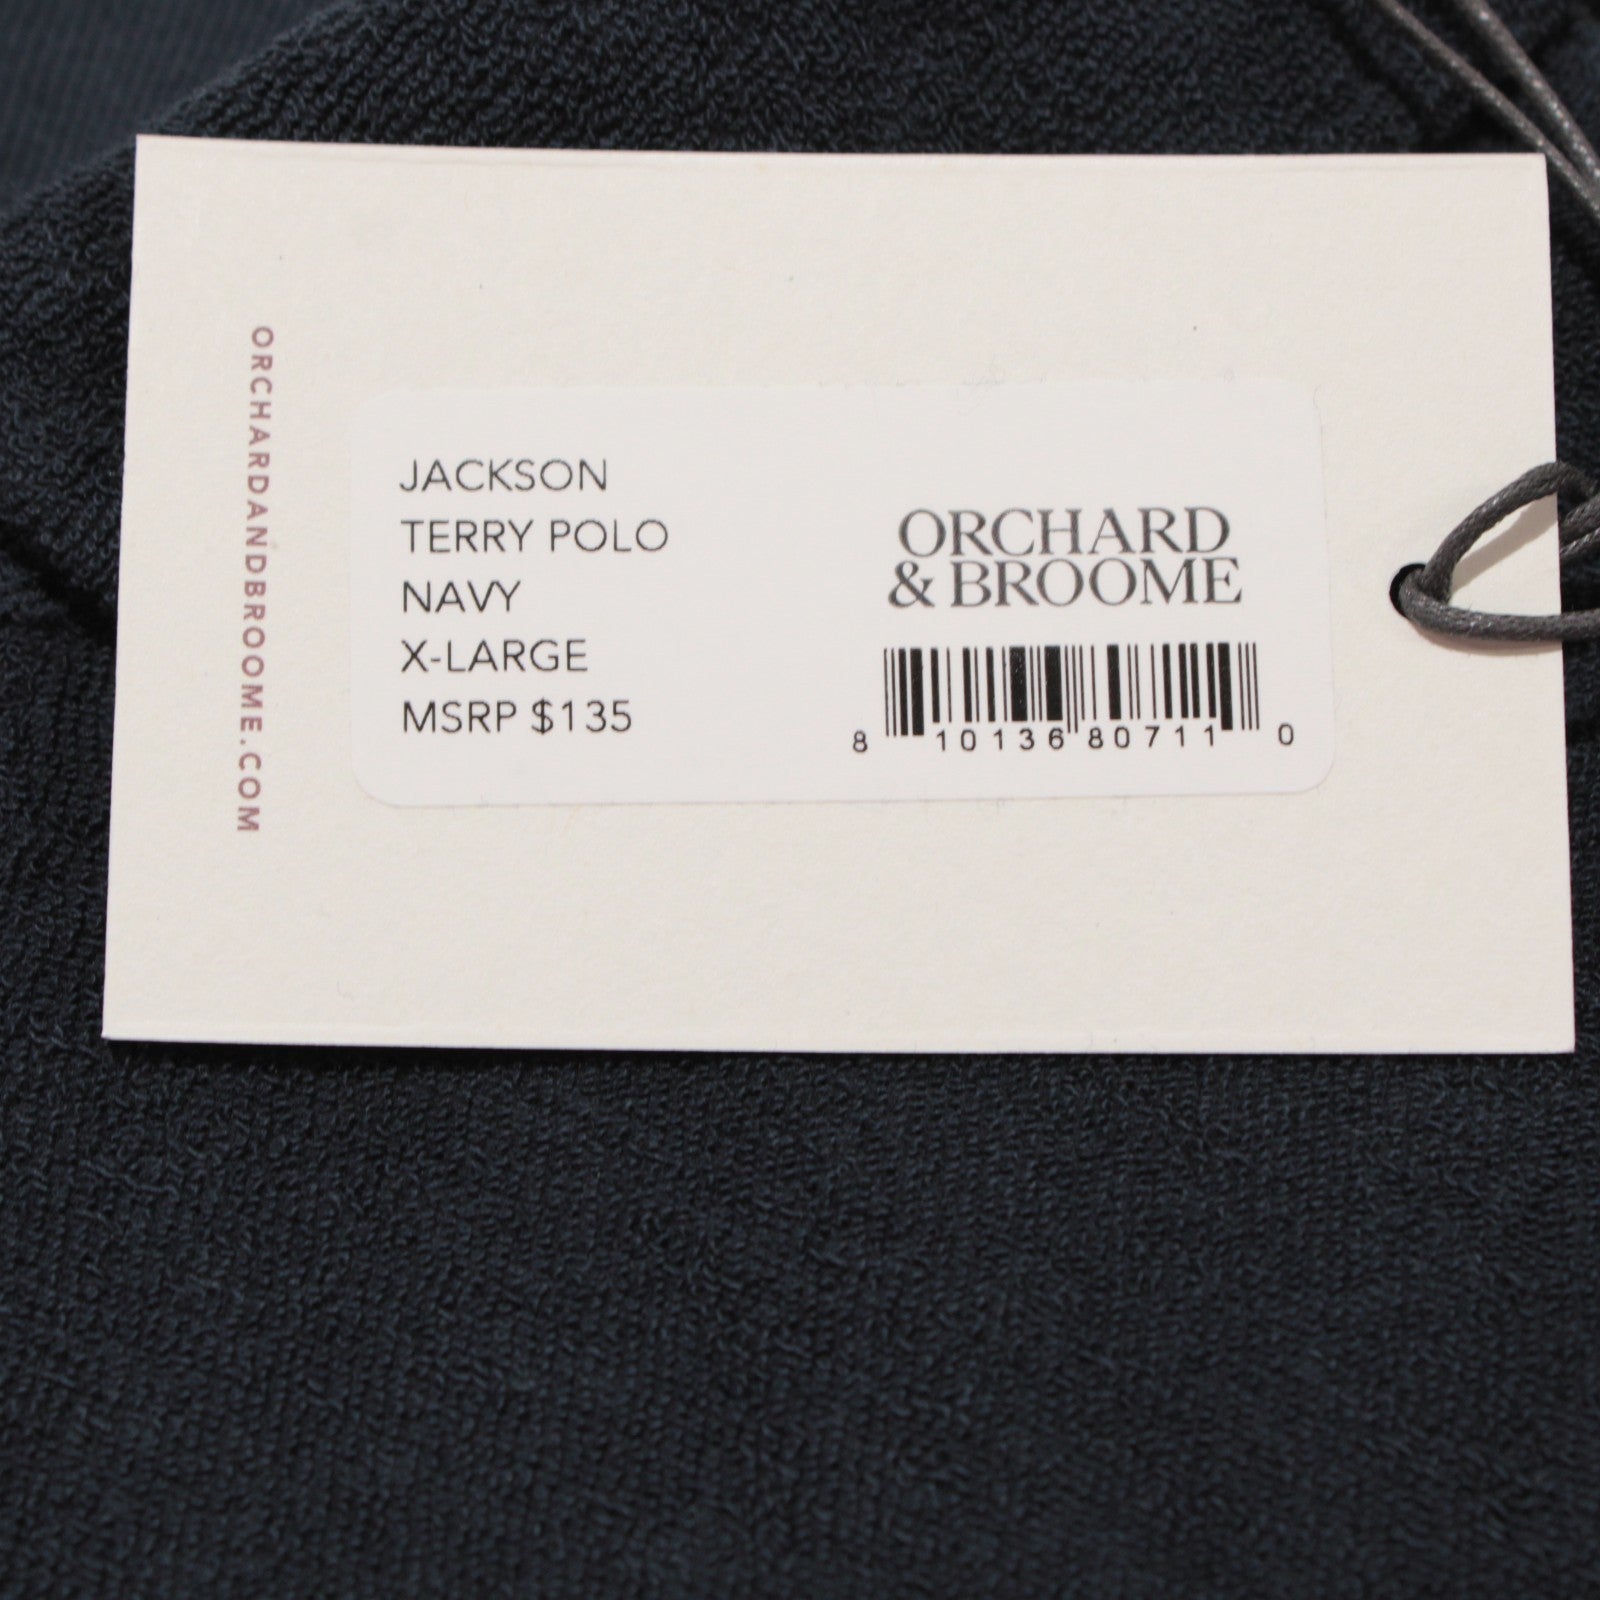 ORCHARDANDBROOME.COM
JACKSON
TERRY POLO
NAVY
X-LARGE
MSRP $135
ORCHARD
& BROOME
8 10136 80711 0